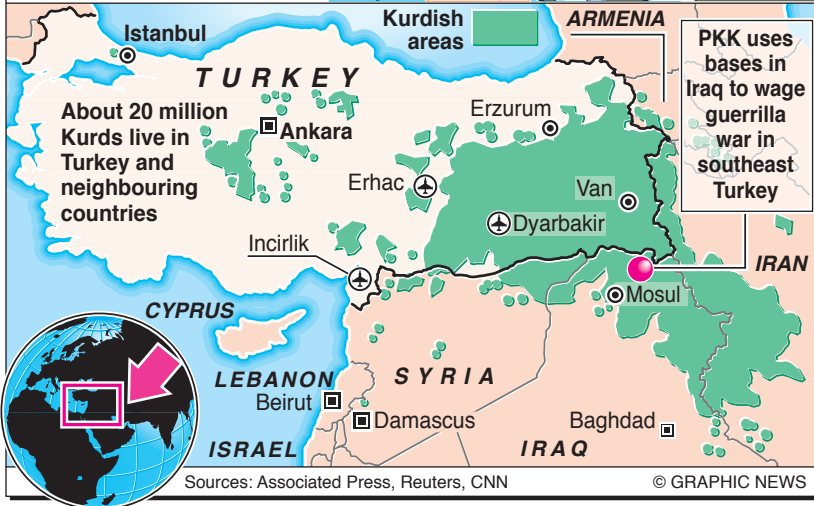 Kurdish
areas
ARMENIA
Istanbul
TURKEY
About 20 million
Kurds live in
Turkey and
neighbouring
countries
Ankara
Erzurum
PKK uses
bases in
Iraq to wage
guerrilla
war in
southeast
Turkey
Erhac
Van
Dyarbakir
Incirlik
IRAN
Mosul
CYPRUS
LEBANON
SYRIA
Beirut
Damascus
Baghdad
ISRAEL
IRAQ
Sources: Associated Press, Reuters, CNN
© GRAPHIC NEWS